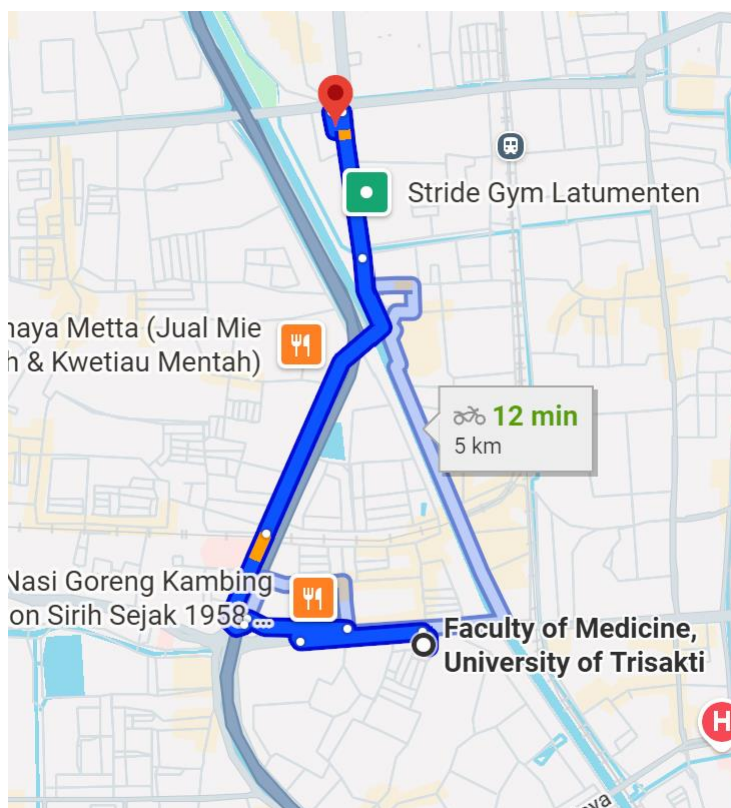 Stride Gym Latumenten
naya Metta (Jual Mie
h & Kwetiau Mentah)
12 min
5 km
Nasi Goreng Kambing
on Sirih Sejak 1958, ...
Faculty of Medicine,
University of Trisakti
H